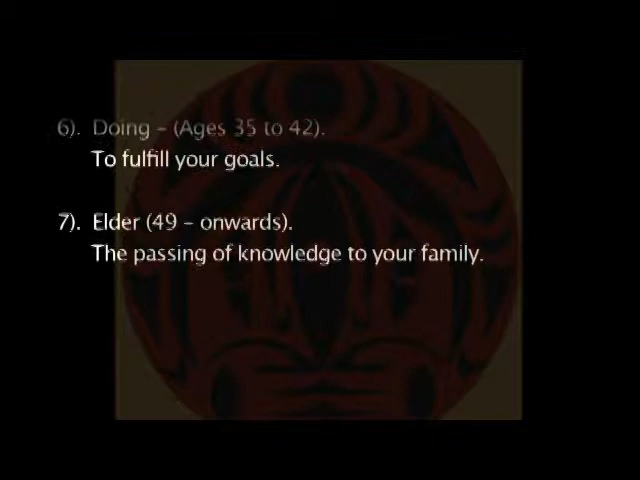 6). Doing – (Ages 35 to 42).
To fulfill your goals.
7). Elder (49 – onwards).
The passing of knowledge to your family.